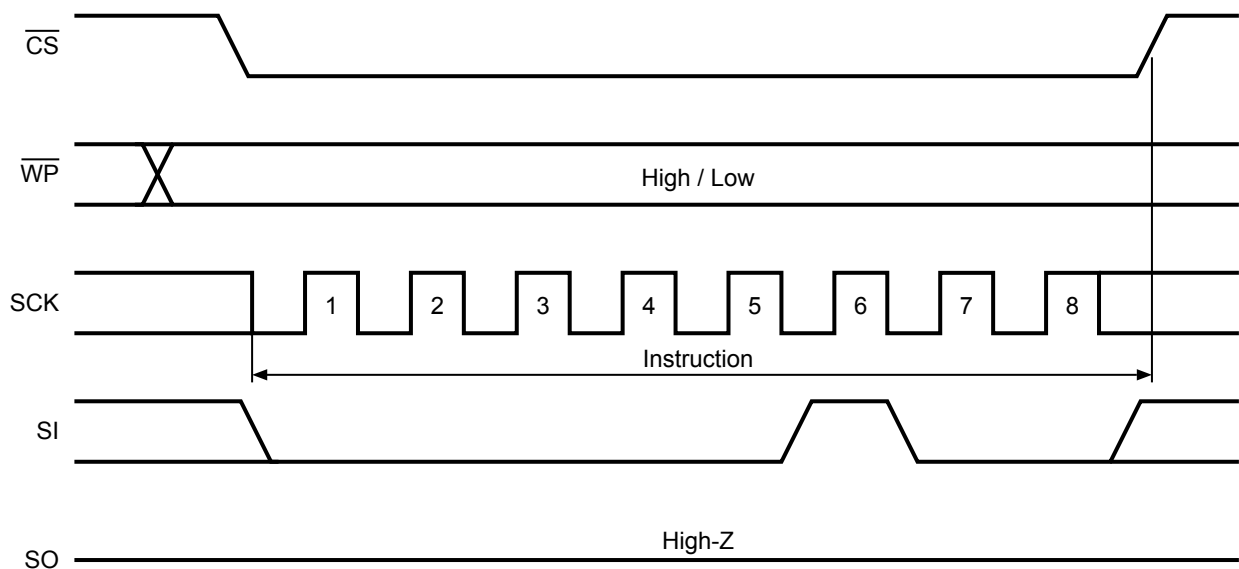 CS
WP
High / Low
SCK
1 2 3 4 5 6 7 8
Instruction
SI
High-Z
SO